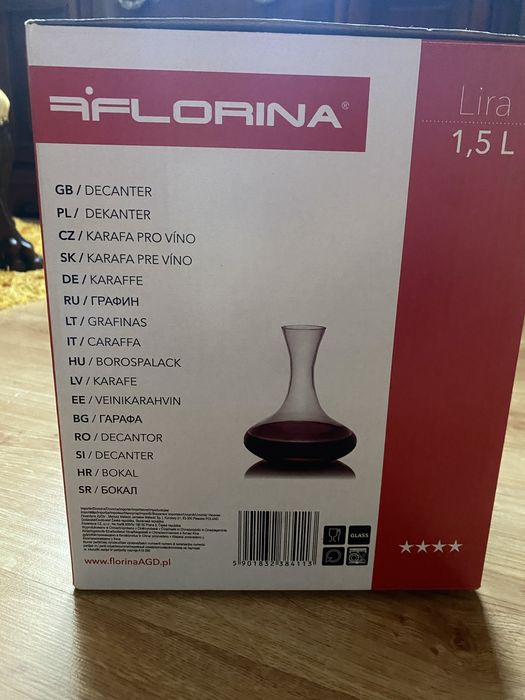 FLORINA®
Lira
1,5 L
GB / DECANTER
PL / DEKANTER
CZ / KARAFA PRO VÍNO
SK / KARAFA PRE VÍNO
DE / KARAFFE
RU / ГРАФИН
LT / GRAFINAS
IT / CARAFFA
HU / BOROSPALACK
LV / KARAFE
EE / VEINIKARAHVIN
BG / ГАРАФА
RO / DECANTOR
SI / DECANTER
HR / BOKAL
SR / БОКАЛ
www.florinaAGD.pl
5 901832 384113
GLASS